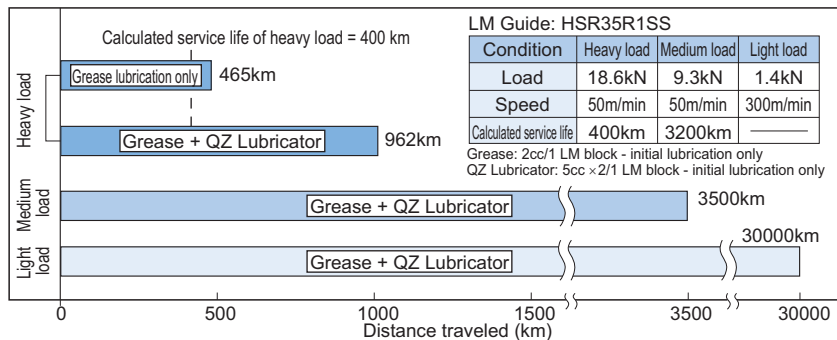 Calculated service life of heavy load = 400 km
LM Guide: HSR35R1SS
Condition Heavy load Medium load Light load
Load 18.6kN 9.3kN 1.4kN
Speed 50m/min 50m/min 300m/min
Calculated service life 400km 3200km
Grease: 2cc/1 LM block - initial lubrication only
QZ Lubricator: 5cc ×2/1 LM block - initial lubrication only
Heavy load
Grease lubrication only 465km
Grease + QZ Lubricator 962km
Medium
load
Grease + QZ Lubricator 3500km
Light
load
Grease + QZ Lubricator 30000km
0 500 1000 1500 3500 30000
Distance traveled (km)